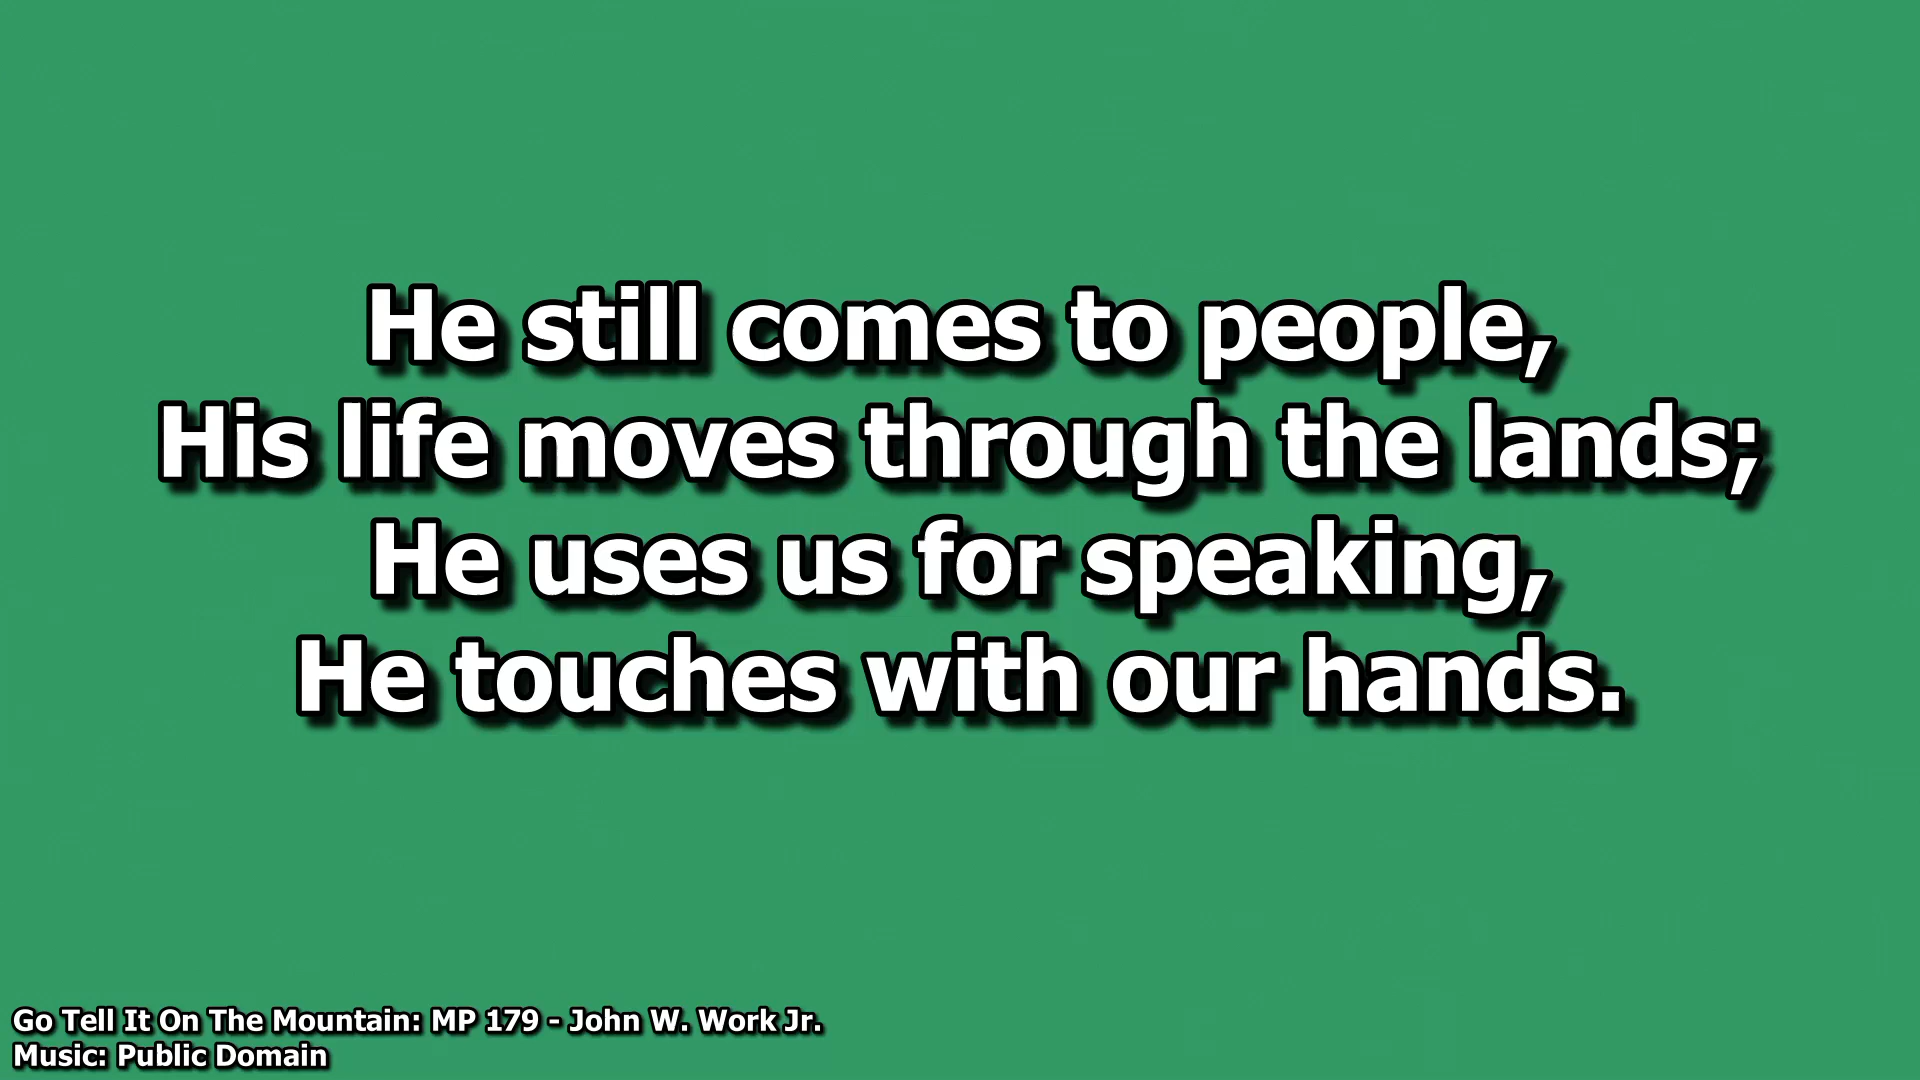 He still comes to people,
His life moves through the lands;
He uses us for speaking,
He touches with our hands.
Go Tell It On The Mountain: MP 179 - John W. Work Jr.
Music: Public Domain